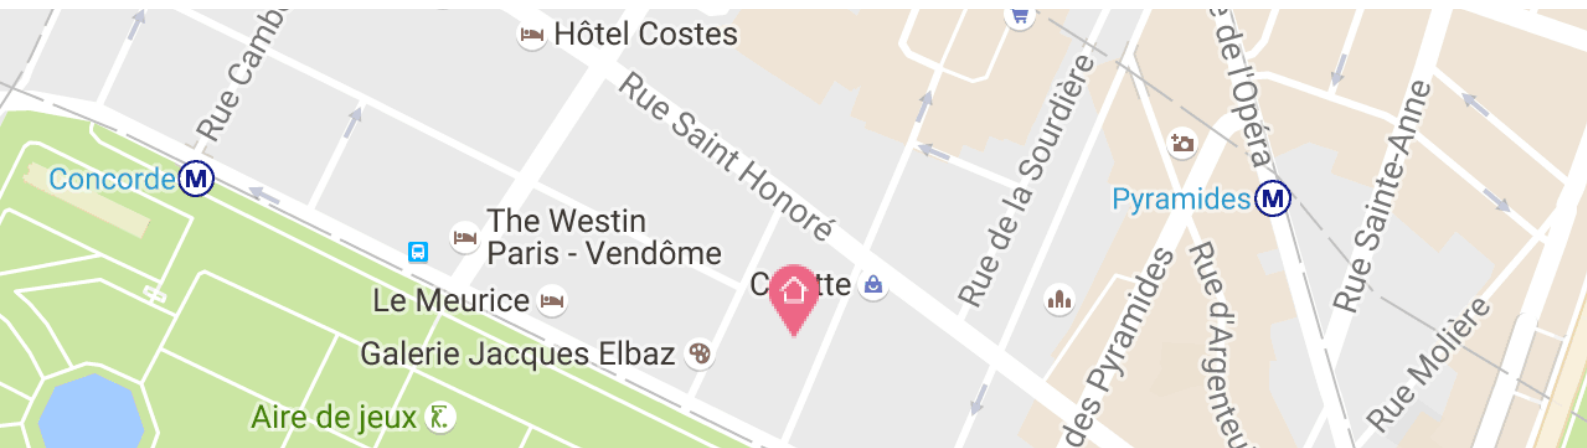 Hôtel Costes
Rue Camb
Rue Saint Honoré
Rue de la Sourdière
e de l'Opéra
Rue Sainte-Anne
Concorde M
Pyramides M
The Westin
Paris - Vendôme
Le Meurice
Galerie Jacques Elbaz
Aire de jeux
des Pyramides
Rue d'Argenteu
Rue Molière